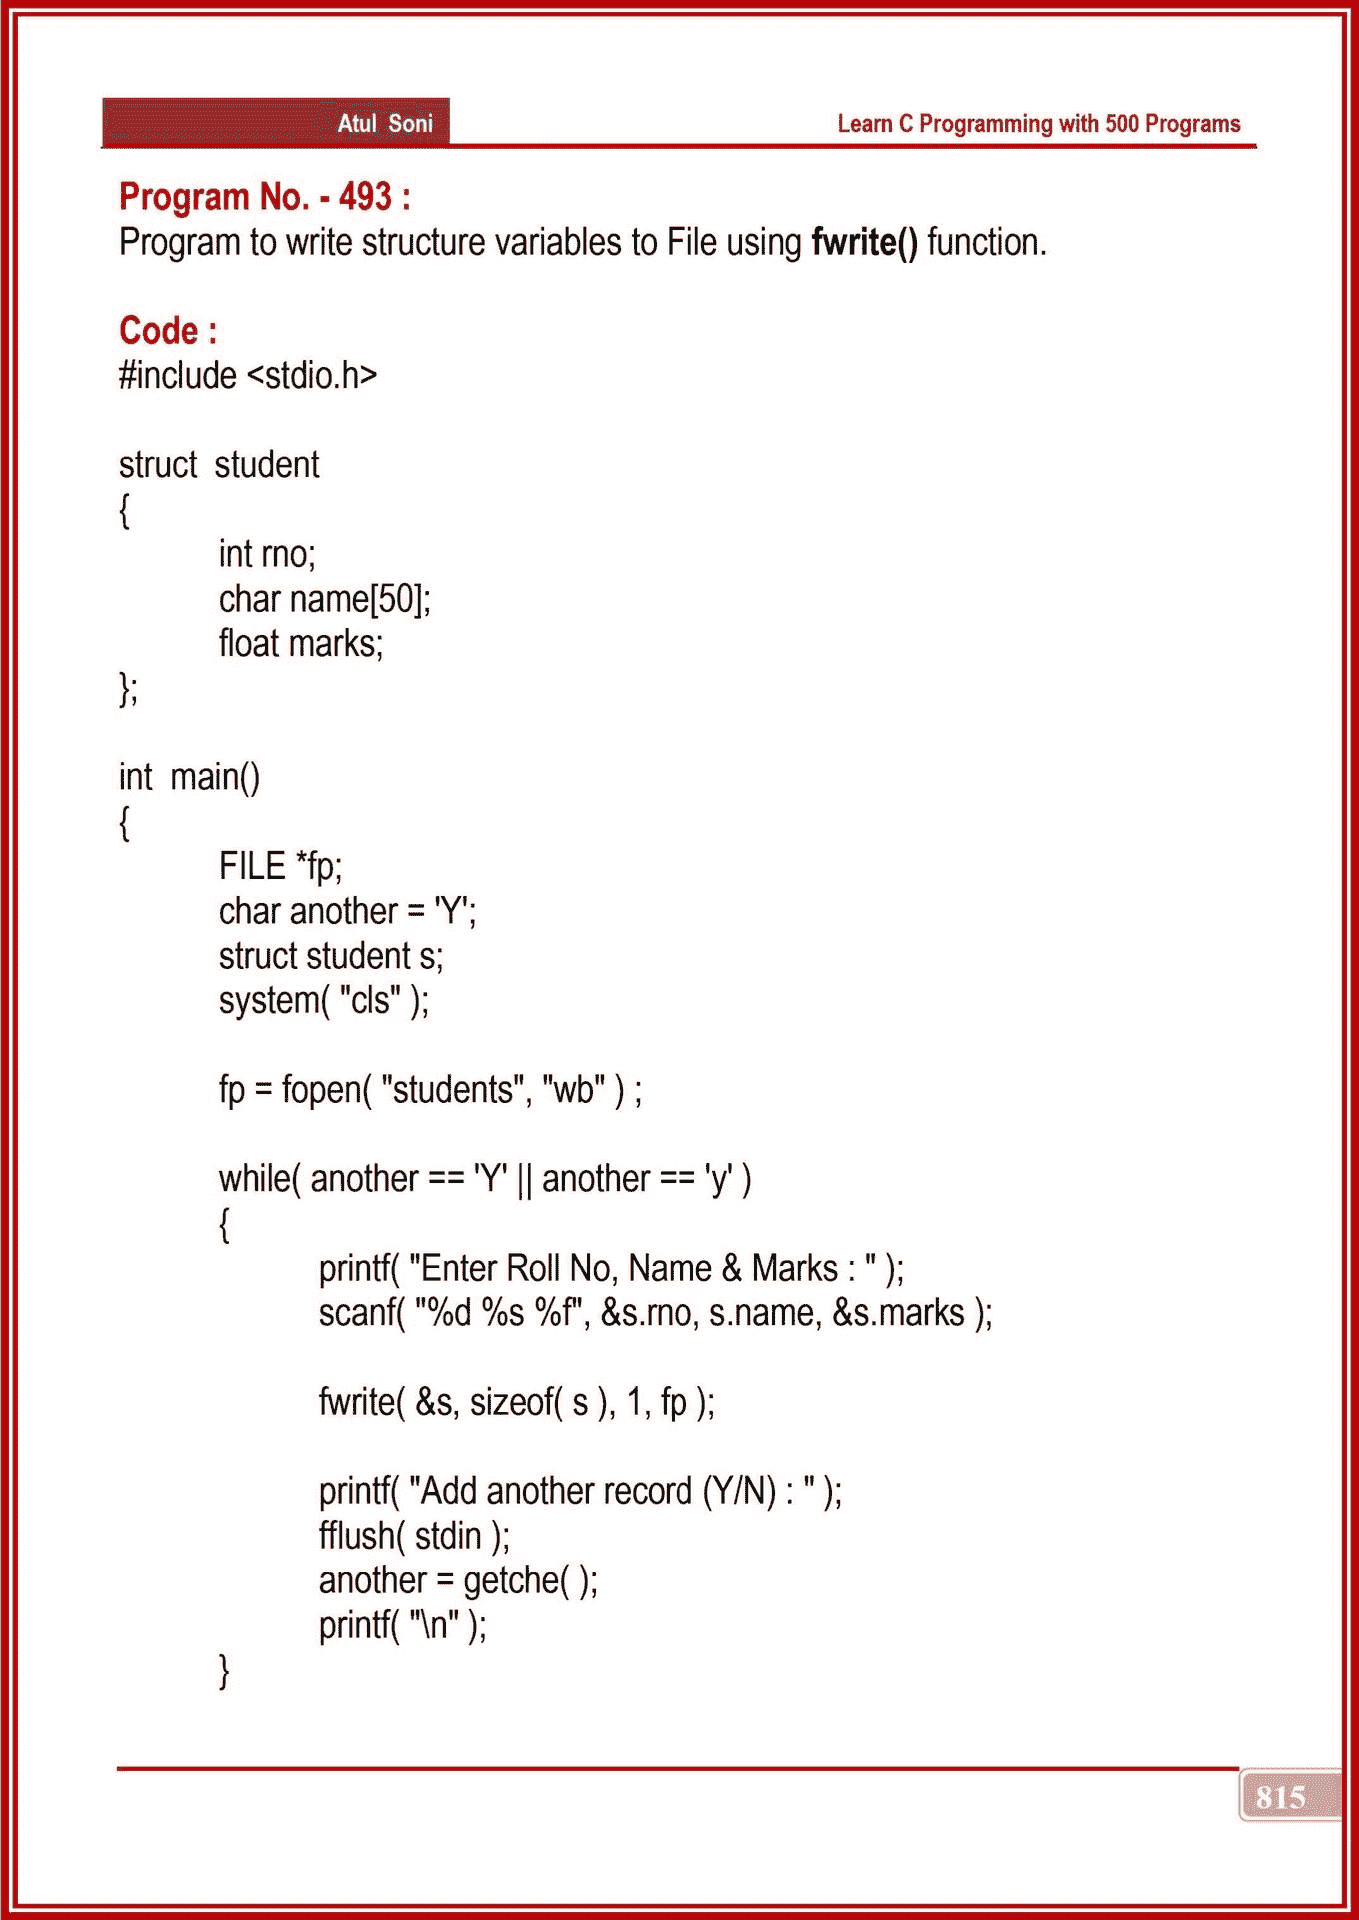 Atul Soni
Learn C Programming with 500 Programs
Program No. - 493 :
Program to write structure variables to File using fwrite() function.
Code :
#include <stdio.h>
struct student
{
int rno;
char name[50];
float marks;
};
int main()
{
FILE *fp;
char another = 'Y';
struct student s;
system( "cls" );
fp = fopen( "students", "wb" ) ;
while( another == 'Y' || another == 'y' )
{
printf( "Enter Roll No, Name & Marks : " );
scanf( "%d %s %f", &s.rno, s.name, &s.marks );
fwrite( &s, sizeof( s ), 1, fp );
printf( "Add another record (Y/N) : " );
fflush( stdin );
another = getche( );
printf( "\n" );
}
815